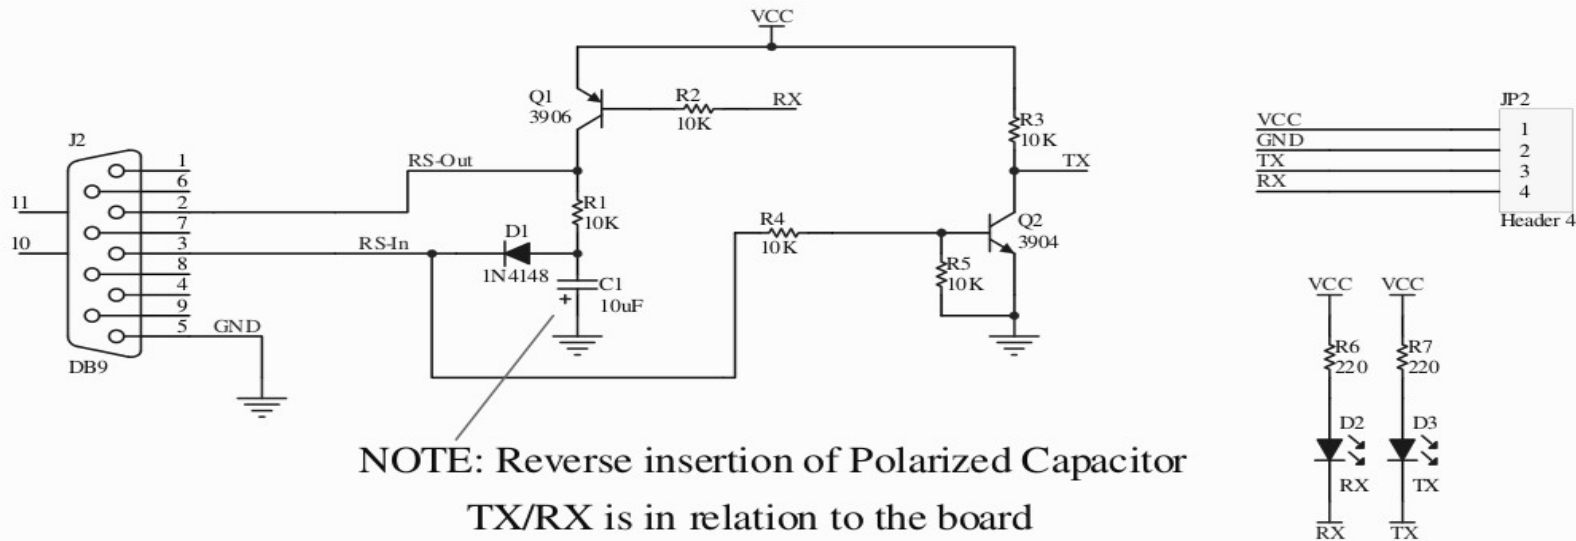 VCC
Q1
3906
R2
10K
RX
R3
10K
TX
JP2
VCC
1
GND
2
TX
3
RX
4
Header 4
J2
1
6
2
7
3
8
4
9
5
11
10
DB9
RS-Out
RS-In
GND
R1
10K
D1
1N4148
C1
10uF
+
R4
10K
Q2
3904
R5
10K
VCC
VCC
R6
220
R7
220
D2
D3
RX
TX
RX
TX
NOTE: Reverse insertion of Polarized Capacitor
TX/RX is in relation to the board